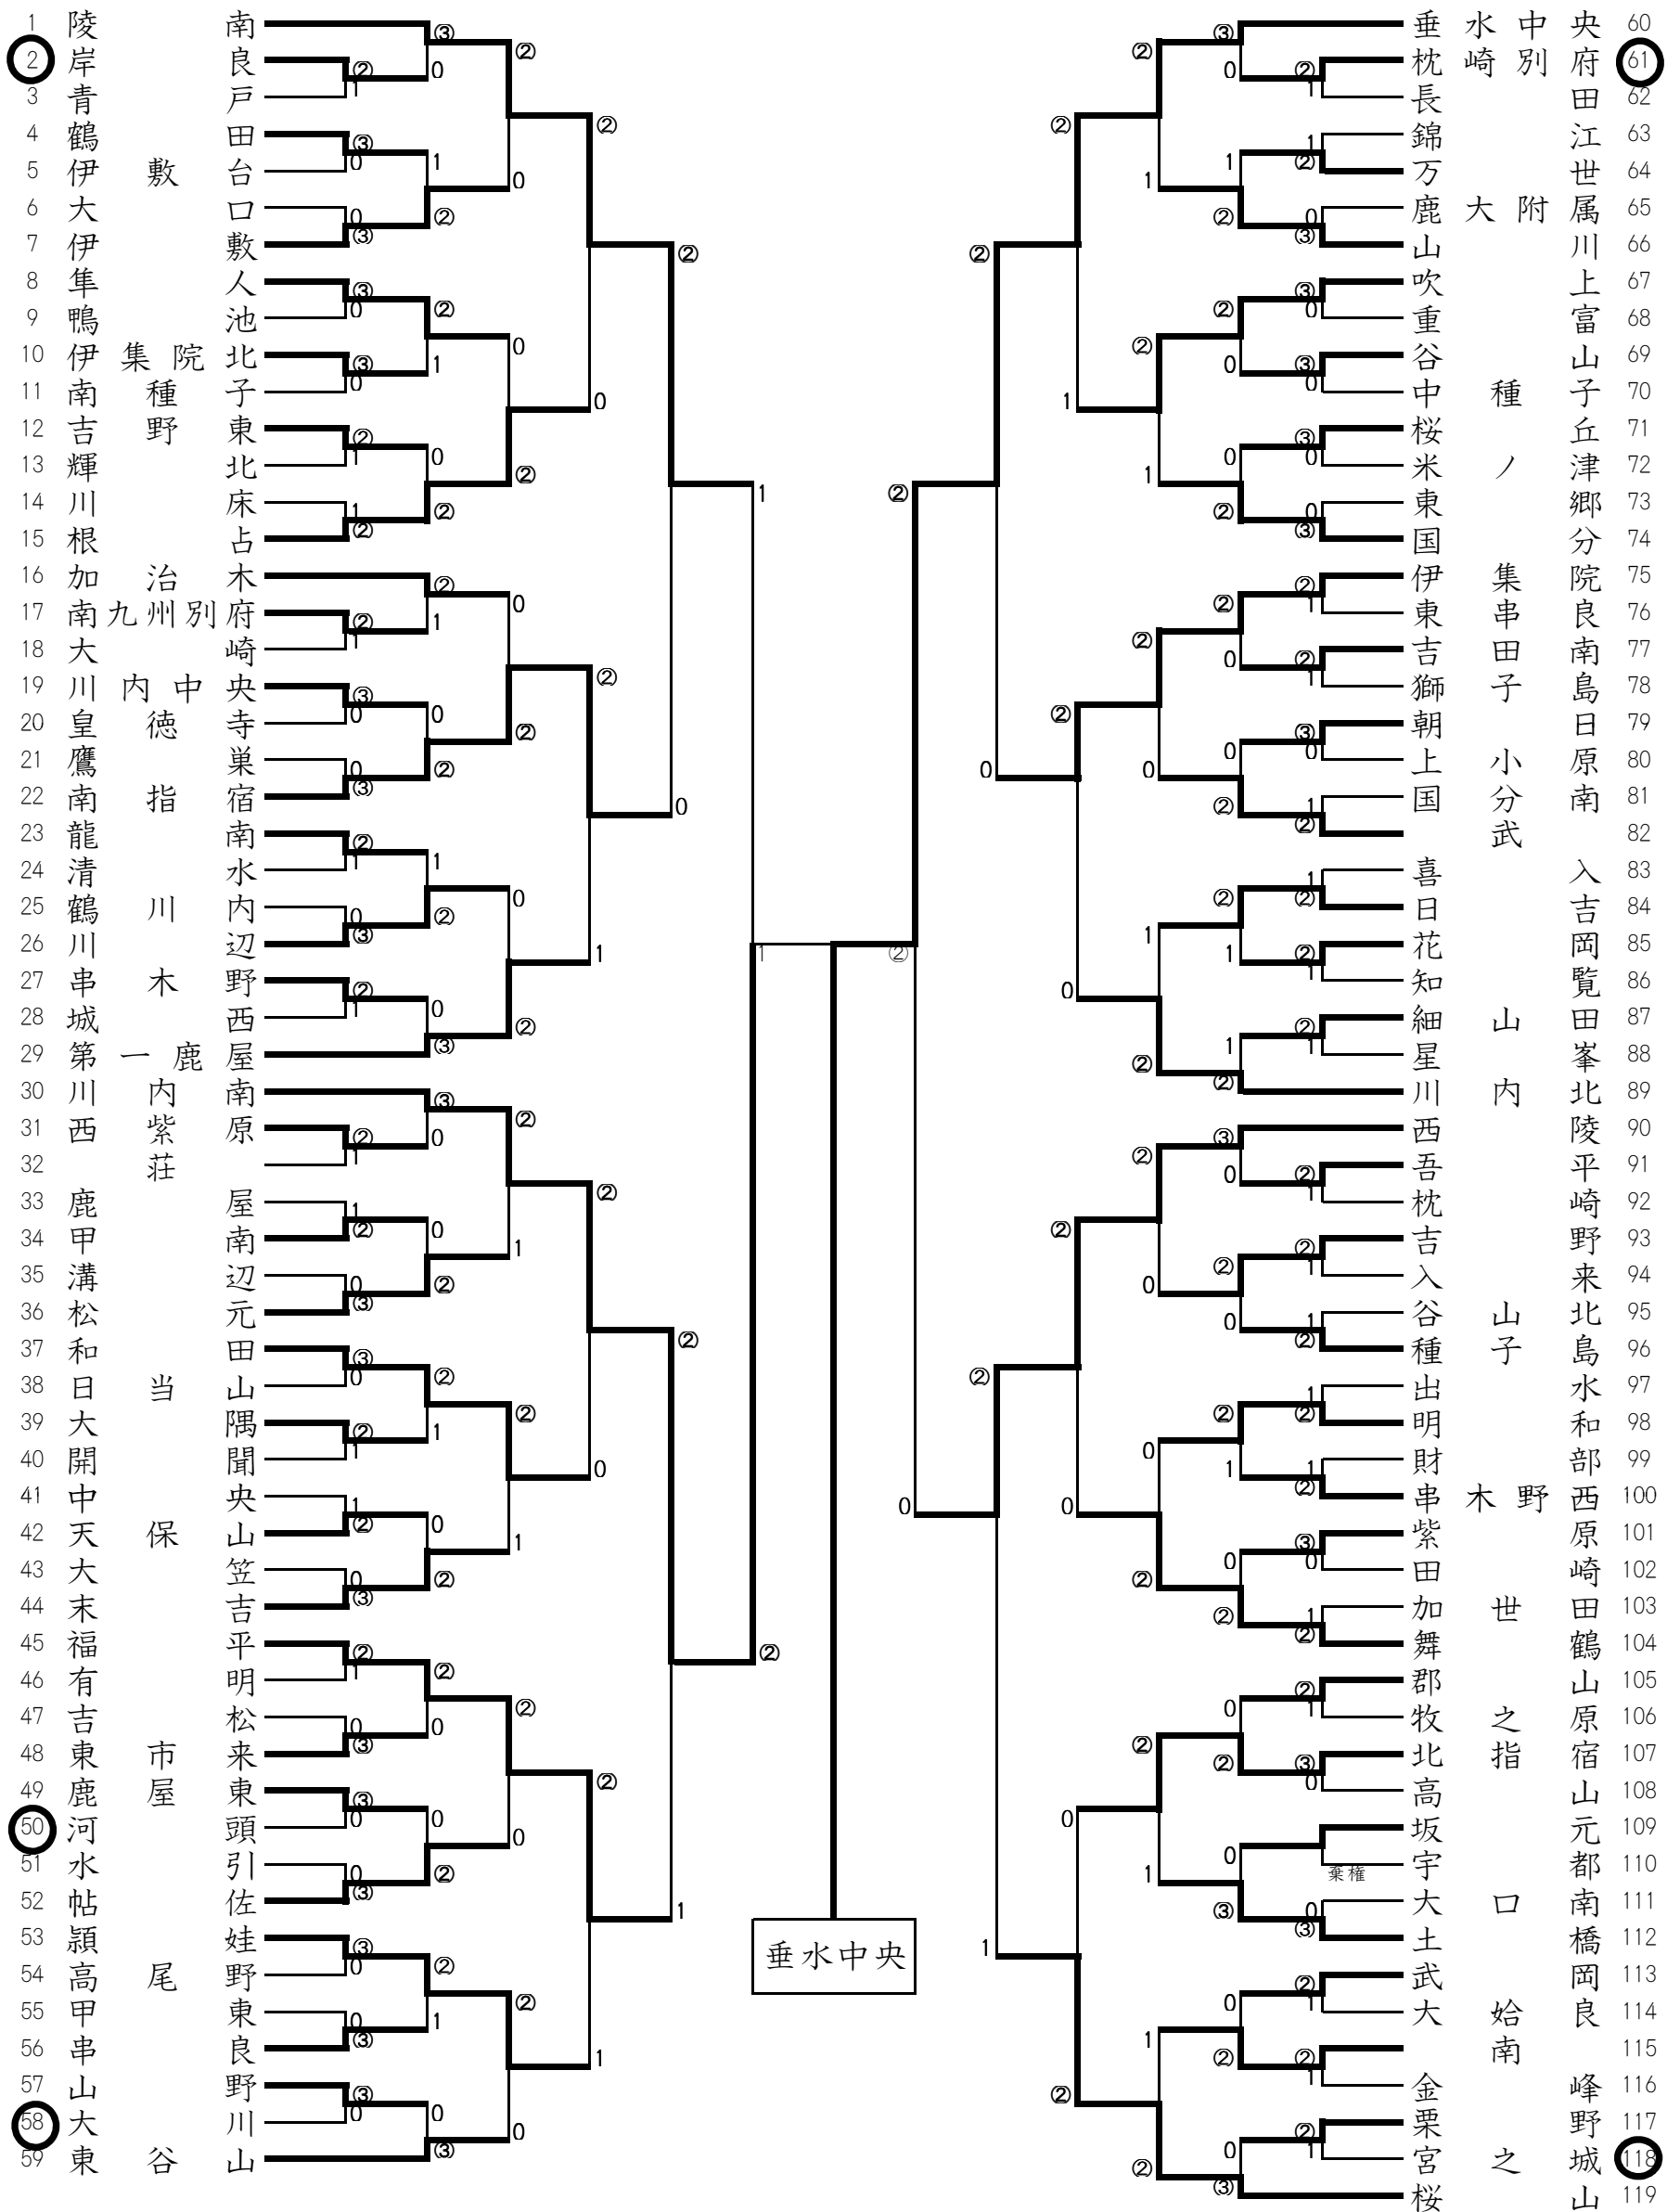 1 陵南
2 岸良
3 青戸
4 鶴田
5 伊敷台
6 大口
7 伊敷
8 隼人
9 鴨池
10 伊集院北
11 南種子
12 吉野東
13 輝北
14 川床
15 根占
16 加治木
17 南九州別府
18 大崎
19 川内中央
20 皇徳寺
21 鷹巣
22 南指宿
23 龍南
24 清水
25 鶴川内
26 川辺
27 串木野
28 城西
29 第一鹿屋
30 川内南
31 西紫原
32 荘
33 鹿屋
34 甲南
35 溝辺
36 松元
37 和田
38 日当山
39 大隅
40 開聞
41 中央
42 天保山
43 大笠
44 末吉
45 福平
46 有明
47 吉松
48 東市来
49 鹿屋東
50 河頭
51 水引
52 帖佐
53 頴娃
54 高尾野
55 甲東
56 串良
57 山野
58 大川
59 東谷山
垂水中央
垂水中央 60
枕崎別府 61
長田 62
錦江 63
万世 64
鹿大附属 65
山川 66
吹上 67
重富 68
谷山 69
中種子 70
桜丘 71
米ノ津 72
東郷 73
国分 74
伊集院 75
東串良 76
吉田南 77
獅子島 78
朝日 79
上小原 80
国分南 81
武 82
喜入 83
日吉 84
花岡 85
知覧 86
細山田 87
星峯 88
川内北 89
西陵 90
吾平 91
枕崎 92
吉野 93
入来 94
谷山北 95
種子島 96
出水 97
明和 98
財部 99
串木野西 100
紫原 101
田崎 102
加世田 103
舞鶴 104
郡山 105
牧之原 106
北指宿 107
高山 108
坂元 109
宇都 110
棄権
大口南 111
土橋 112
武岡 113
大姶良 114
南 115
金峰 116
栗野 117
宮之城 118
桜山 119